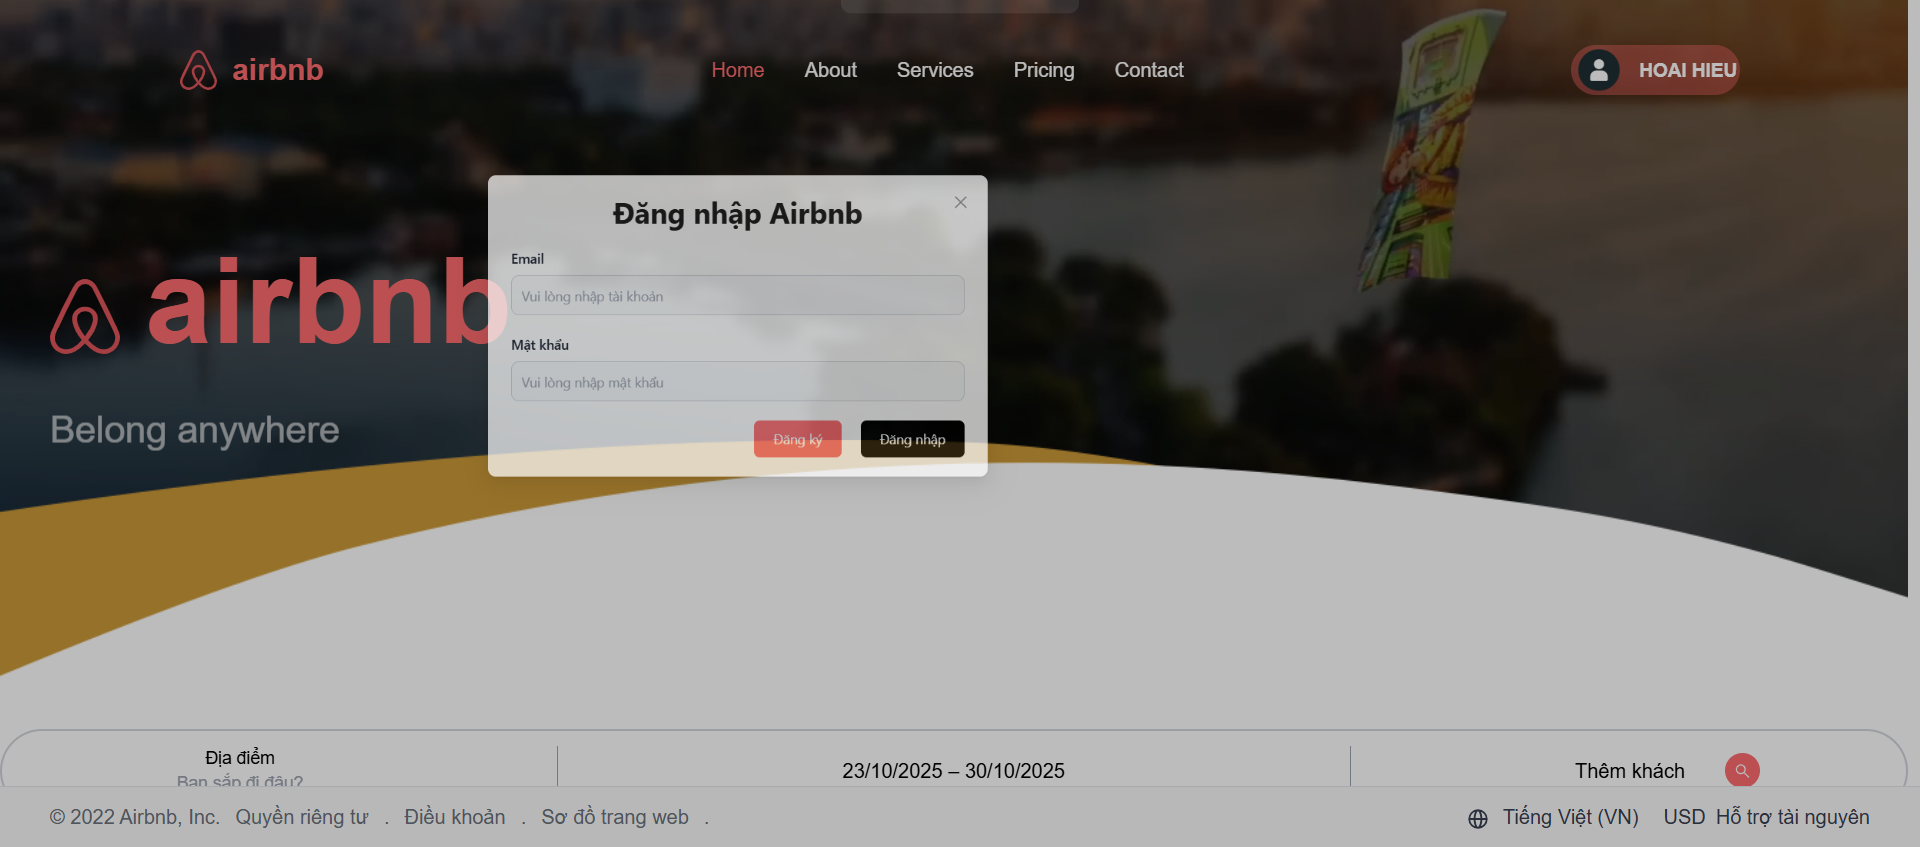 airbnb
Home About Services Pricing Contact
HOAI HIEU
Đăng nhập Airbnb
Email
Vui lòng nhập tài khoản
Mật khẩu
Vui lòng nhập mật khẩu
Đăng ký Đăng nhập
airbnb
Belong anywhere
Địa điểm
Bạn sắp đi đâu?
23/10/2025 – 30/10/2025
Thêm khách
© 2022 Airbnb, Inc. Quyền riêng tư . Điều khoản . Sơ đồ trang web .
Tiếng Việt (VN) USD Hỗ trợ tài nguyên